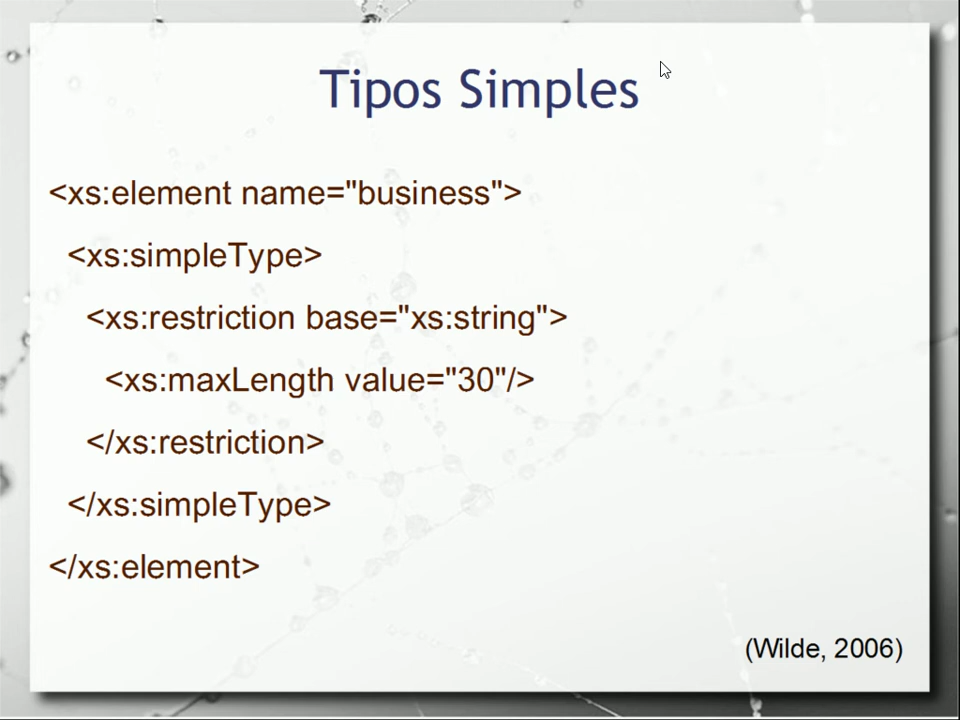 Tipos Simples
<xs:element name="business">
<xs:simpleType>
<xs:restriction base="xs:string">
<xs:maxLength value="30"/>
</xs:restriction>
</xs:simpleType>
</xs:element>
(Wilde, 2006)